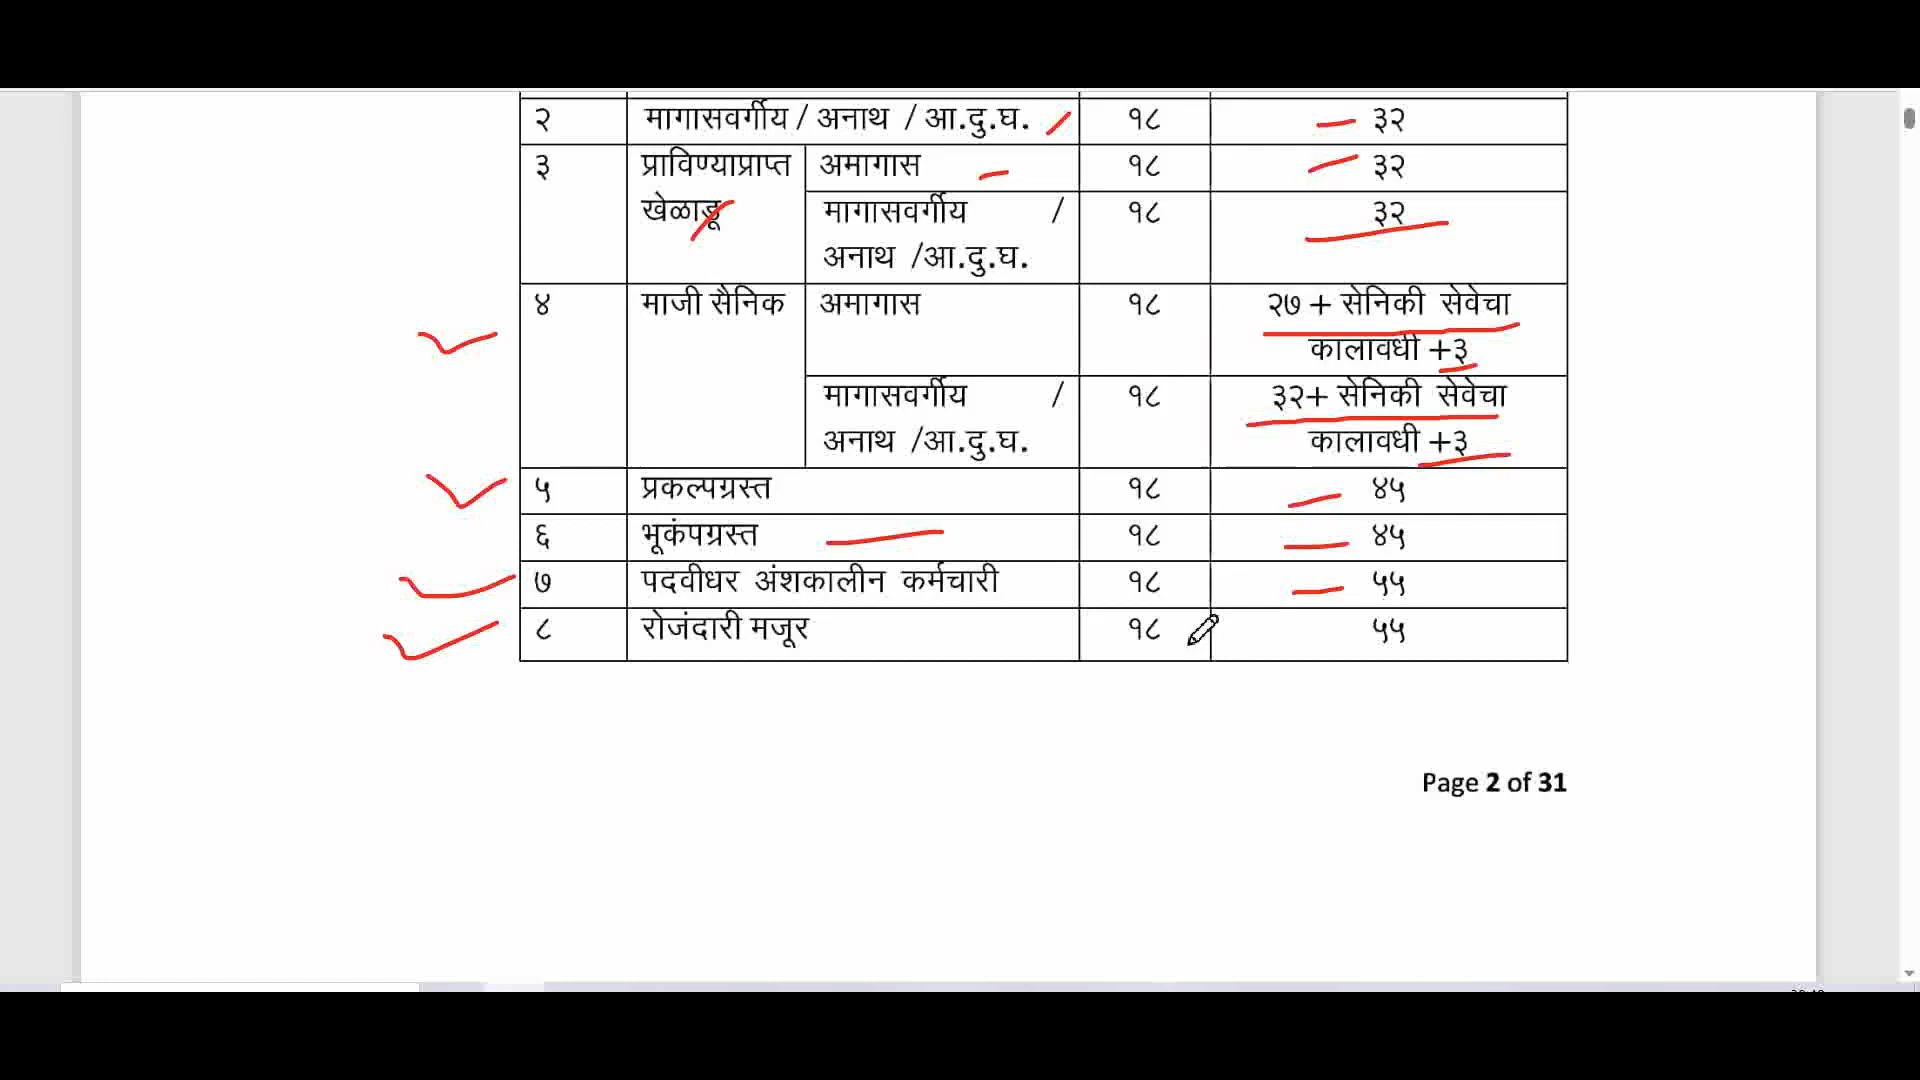 २ मागासवर्गीय / अनाथ / आ.दु.घ. १८ ३२
३ प्राविण्याप्राप्त अमागास १८ ३२
खेळाडू मागासवर्गीय / १८ ३२
अनाथ /आ.दु.घ.
४ माजी सैनिक अमागास १८ २७ + सेनिकी सेवेचा
कालावधी +३
मागासवर्गीय / १८ ३२+ सेनिकी सेवेचा
अनाथ /आ.दु.घ. कालावधी +३
५ प्रकल्पग्रस्त १८ ४५
६ भूकंपग्रस्त १८ ४५
७ पदवीधर अंशकालीन कर्मचारी १८ ५५
८ रोजंदारी मजूर १८ ५५
Page 2 of 31